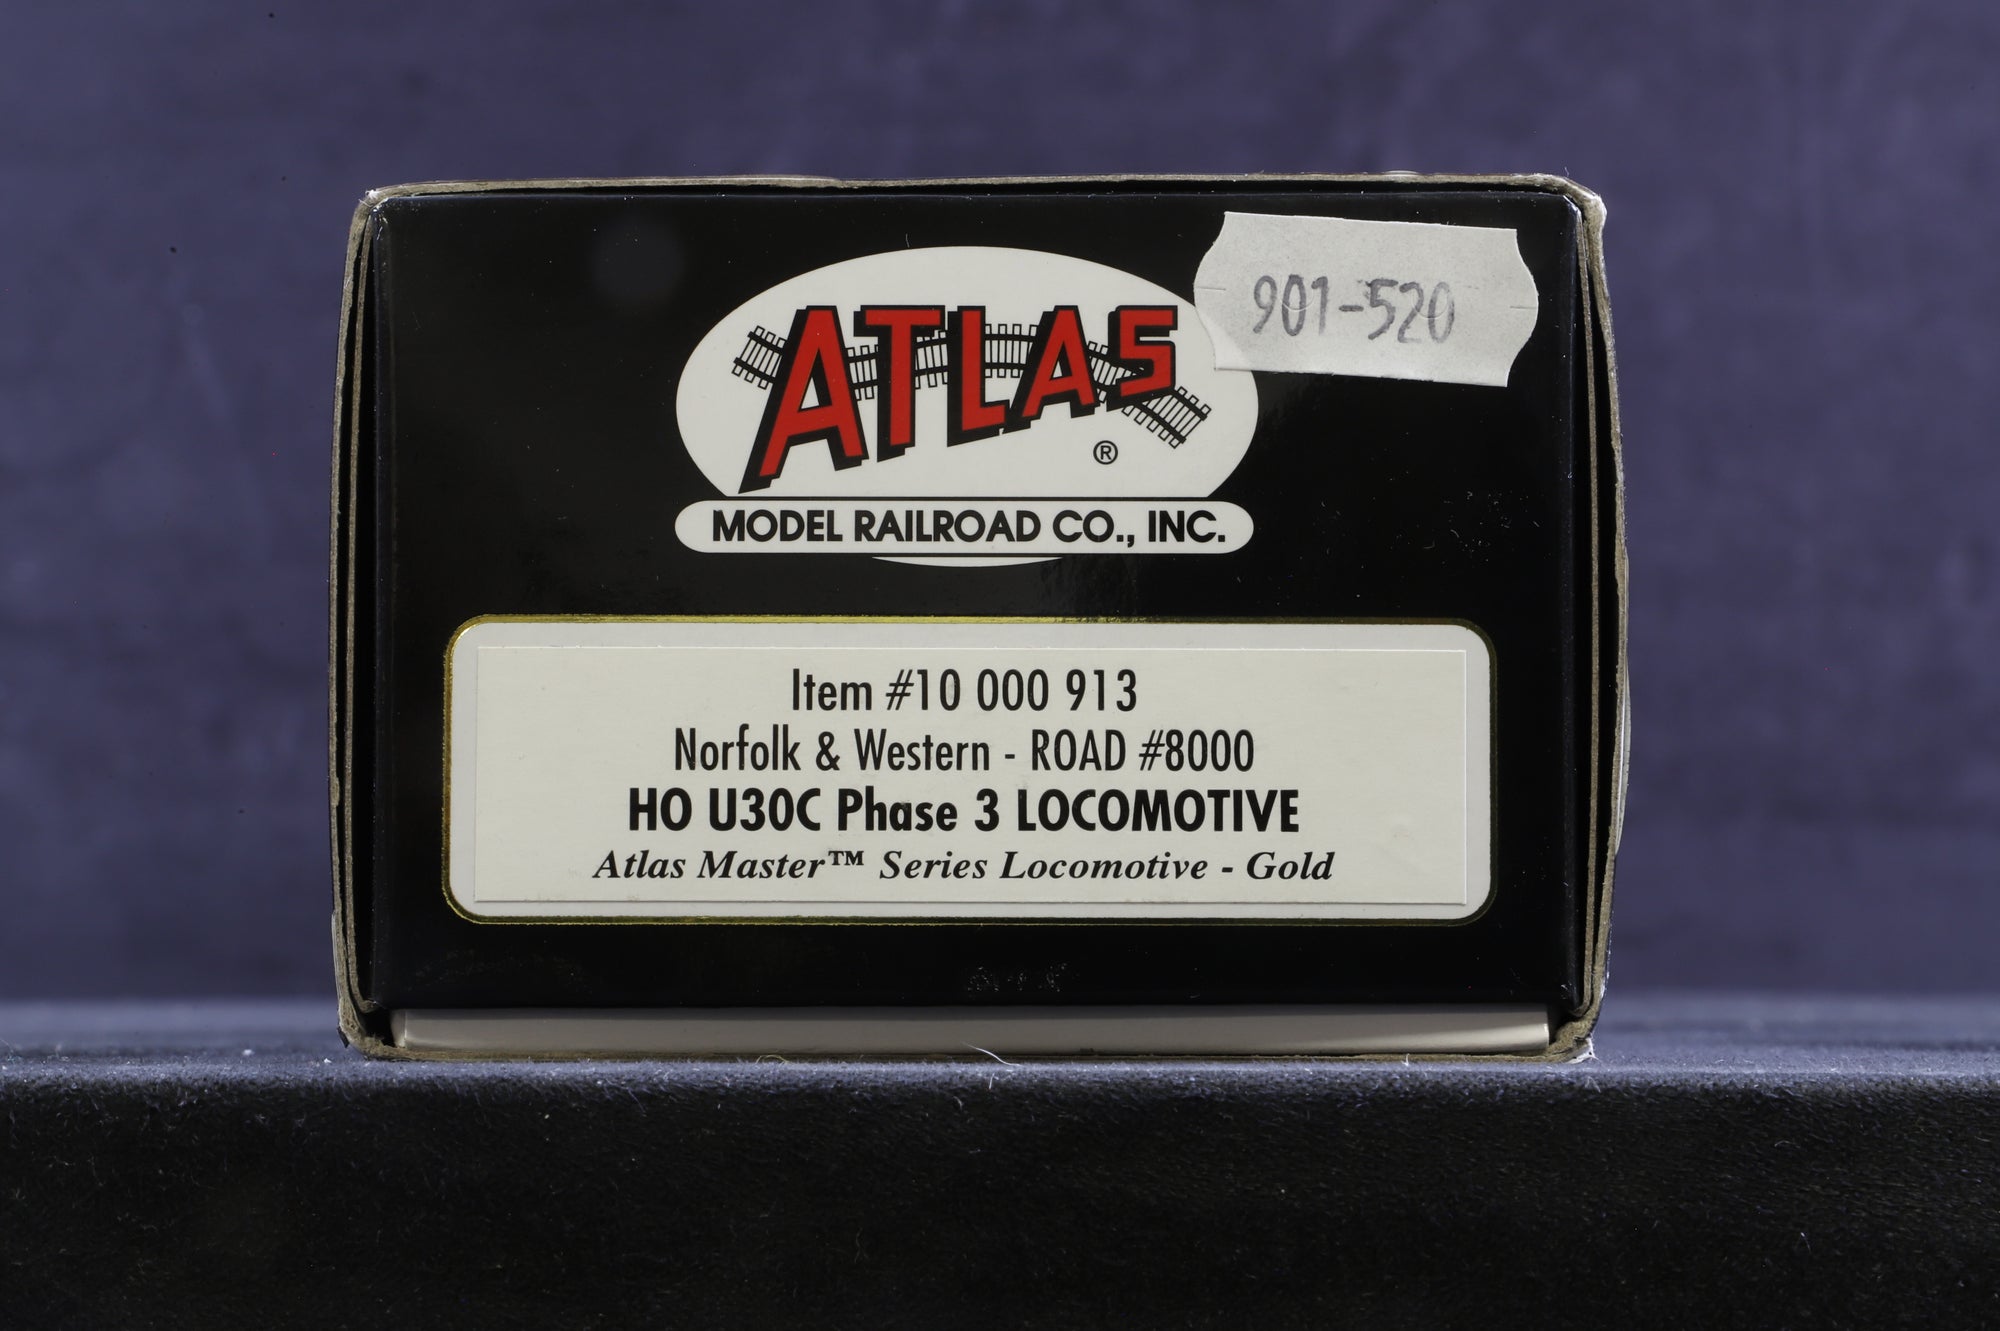 ATLAS
®
MODEL RAILROAD CO., INC.
901-520
Item #10 000 913
Norfolk & Western - ROAD #8000
HO U30C Phase 3 LOCOMOTIVE
Atlas Master™ Series Locomotive - Gold